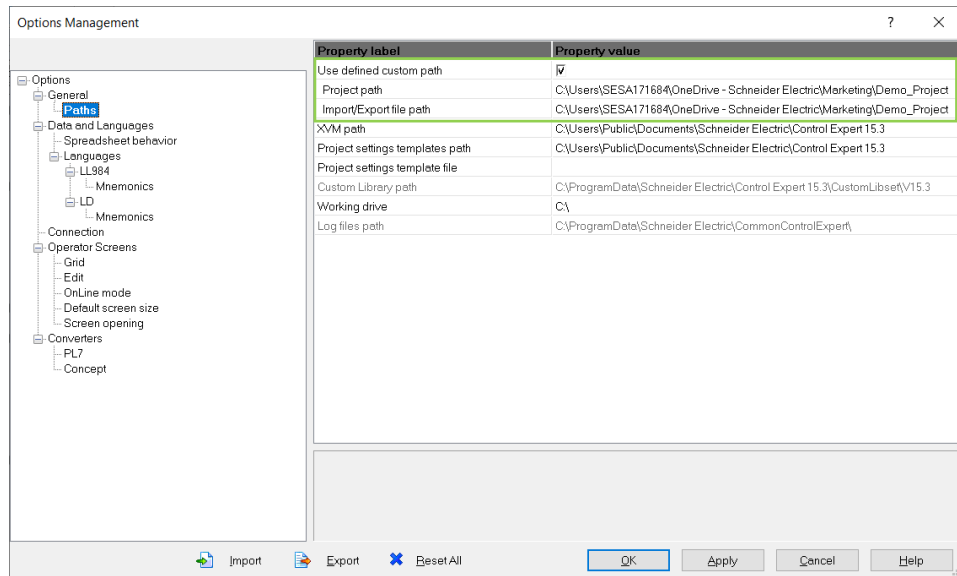 Options Management
?
Property label Property value
Use defined custom path
Project path C:\Users\SESA171684\OneDrive - Schneider Electric\Marketing\Demo_Project
Import/Export file path C:\Users\SESA171684\OneDrive - Schneider Electric\Marketing\Demo_Project
XVM path C:\Users\Public\Documents\Schneider Electric\Control Expert 15.3
Project settings templates path C:\Users\Public\Documents\Schneider Electric\Control Expert 15.3
Project settings template file
Custom Library path C:\ProgramData\Schneider Electric\Control Expert 15.3\CustomLibset\V15.3
Working drive C:\
Log files path C:\ProgramData\Schneider Electric\CommonControlExpert\
Options
General
Paths
Data and Languages
Spreadsheet behavior
Languages
LL984
Mnemonics
LD
Mnemonics
Connection
Operator Screens
Grid
Edit
OnLine mode
Default screen size
Screen opening
Converters
PL7
Concept
Import Export Reset All OK Apply Cancel Help